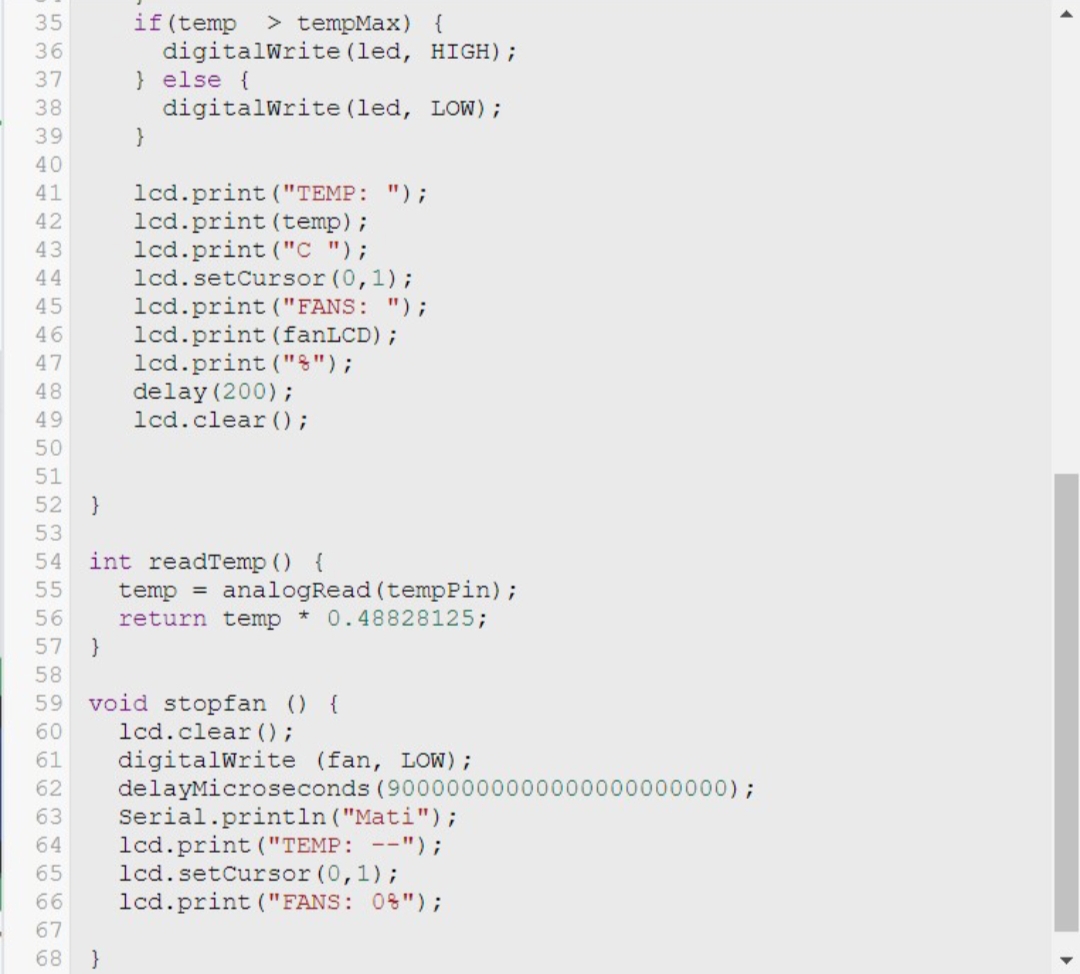 35 if(temp  > tempMax) {
36 digitalWrite(led, HIGH);
37 } else {
38 digitalWrite(led, LOW);
39 }
40
41 lcd.print("TEMP: ");
42 lcd.print(temp);
43 lcd.print("C ");
44 lcd.setCursor(0,1);
45 lcd.print("FANS: ");
46 lcd.print(fanLCD);
47 lcd.print("%");
48 delay(200);
49 lcd.clear();
50
51
52 }
53
54 int readTemp() {
55 temp = analogRead(tempPin);
56 return temp * 0.48828125;
57 }
58
59 void stopfan () {
60 lcd.clear();
61 digitalWrite (fan, LOW);
62 delayMicroseconds(90000000000000000000000);
63 Serial.println("Mati");
64 lcd.print("TEMP: --");
65 lcd.setCursor(0,1);
66 lcd.print("FANS: 0%");
67
68 }